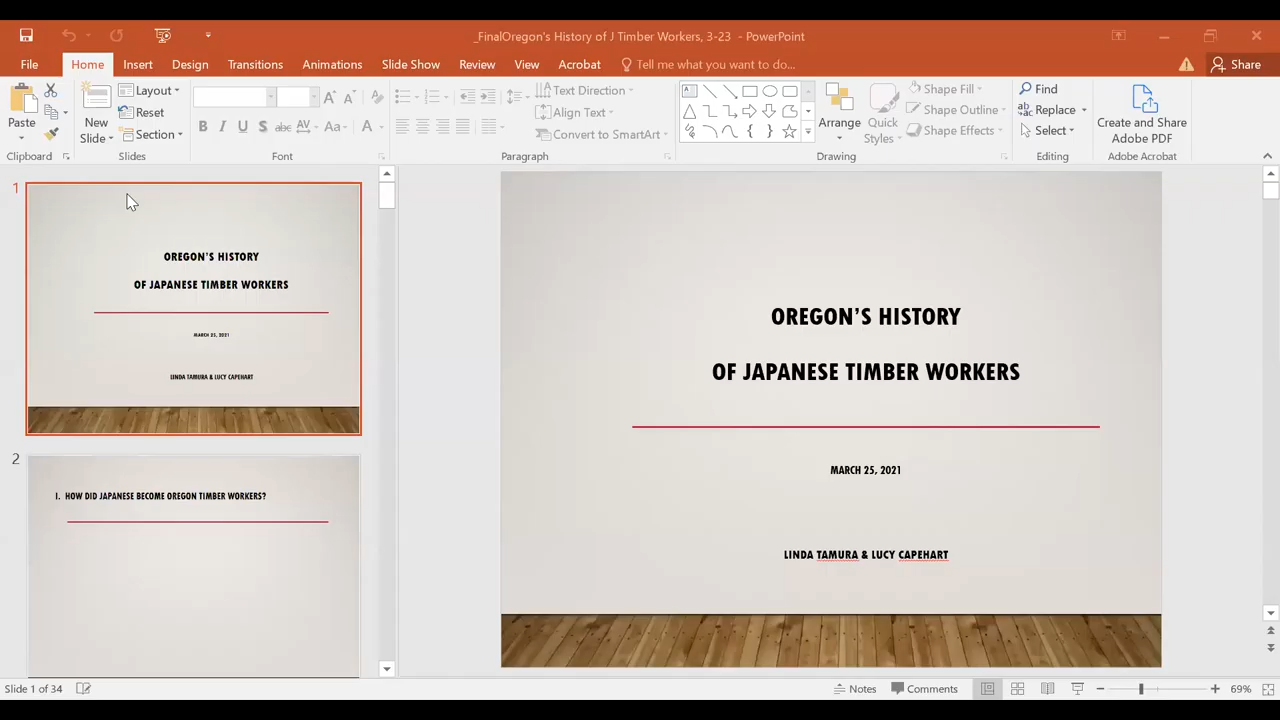 _FinalOregon's History of J Timber Workers, 3-23 - PowerPoint
File Home Insert Design Transitions Animations Slide Show Review View Acrobat Tell me what you want to do... Share
Paste
Clipboard
New Slide
Layout
Reset
Section
Slides
B I U S abc AV Aa A
Font
Text Direction
Align Text
Convert to SmartArt
Paragraph
Arrange
Quick Styles
Shape Fill
Shape Outline
Shape Effects
Drawing
Find
Replace
Select
Editing
Create and Share Adobe PDF
Adobe Acrobat
1
OREGON'S HISTORY
OF JAPANESE TIMBER WORKERS
MARCH 25, 2021
LINDA TAMURA & LUCY CAPEHART
2
I. HOW DID JAPANESE BECOME OREGON TIMBER WORKERS?
OREGON'S HISTORY
OF JAPANESE TIMBER WORKERS
MARCH 25, 2021
LINDA TAMURA & LUCY CAPEHART
Slide 1 of 34
Notes
Comments
69%